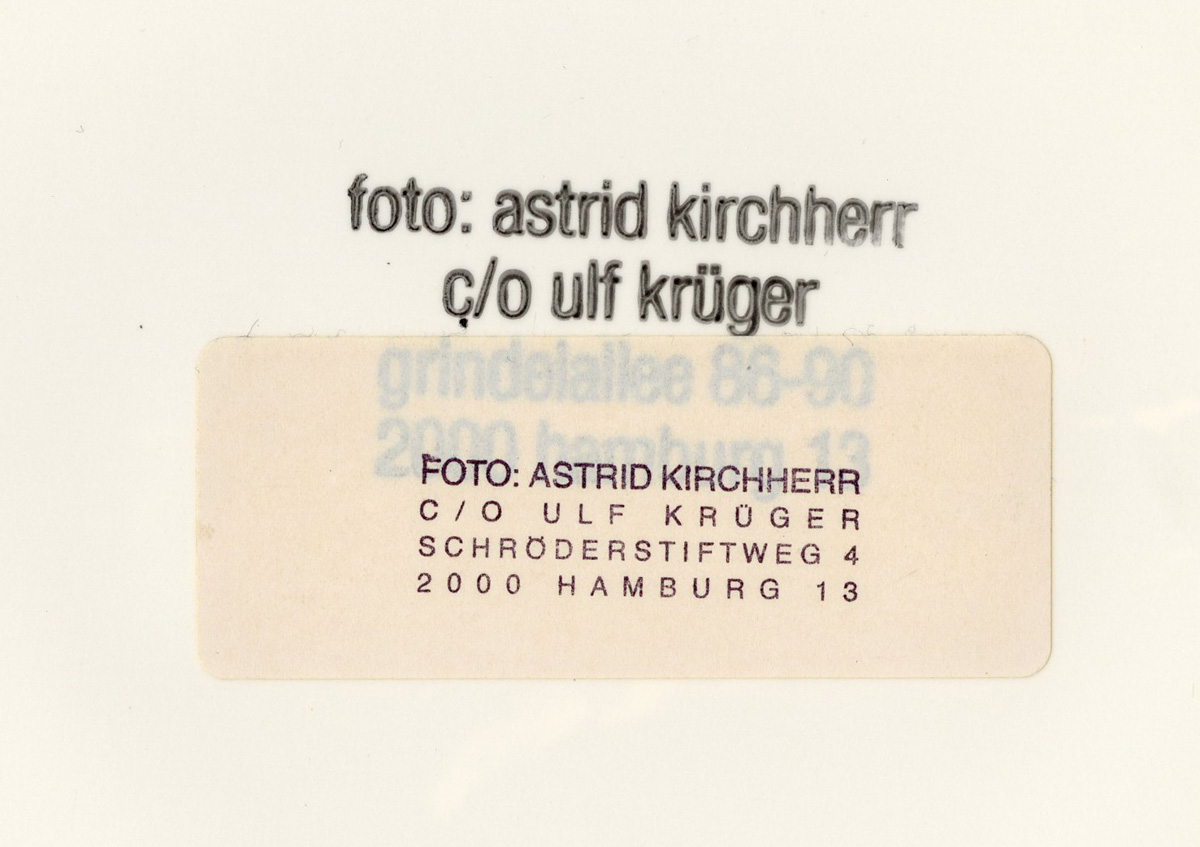 foto: astrid kirchherr
c/o ulf krüger
grindelallee 86-90
2000 hamburg 13
FOTO: ASTRID KIRCHHERR
C/O ULF KRÜGER
SCHRÖDERSTIFTWEG 4
2000 HAMBURG 13